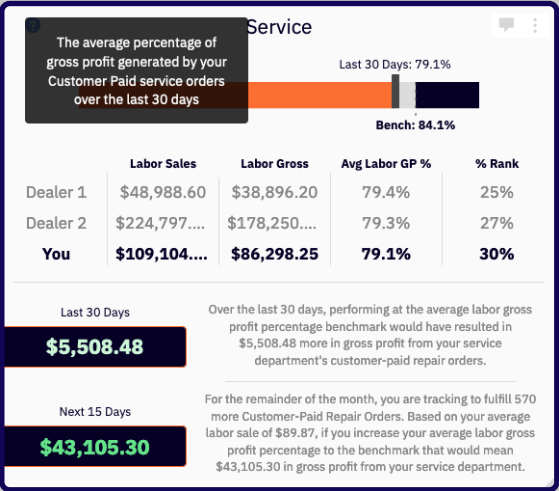 Service
The average percentage of
gross profit generated by your
Customer Paid service orders
over the last 30 days
Last 30 Days: 79.1%
Bench: 84.1%
Labor Sales Labor Gross Avg Labor GP % % Rank
Dealer 1 $48,988.60 $38,896.20 79.4% 25%
Dealer 2 $224,797.... $178,250.... 79.3% 27%
You $109,104.... $86,298.25 79.1% 30%
Last 30 Days
$5,508.48
Over the last 30 days, performing at the average labor gross
profit percentage benchmark would have resulted in
$5,508.48 more in gross profit from your service
department's customer-paid repair orders.
Next 15 Days
$43,105.30
For the remainder of the month, you are tracking to fulfill 570
more Customer-Paid Repair Orders. Based on your average
labor sale of $89.87, if you increase your average labor gross
profit percentage to the benchmark that would mean
$43,105.30 in gross profit from your service department.